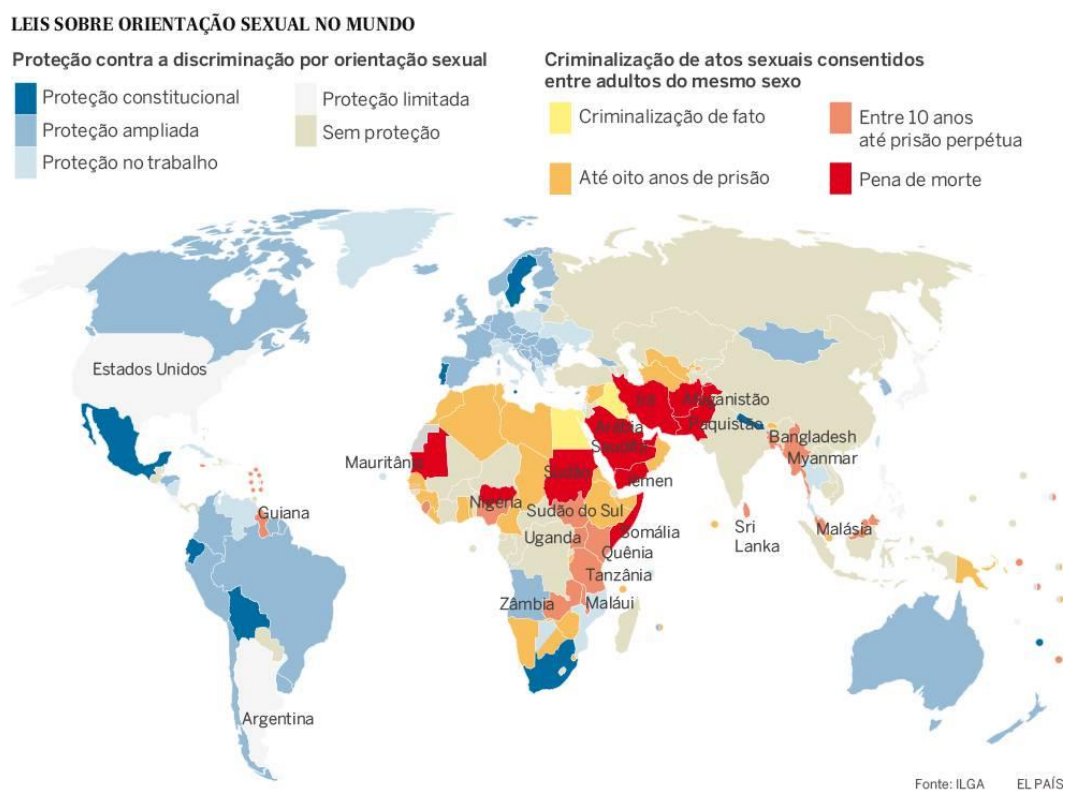 LEIS SOBRE ORIENTAÇÃO SEXUAL NO MUNDO
Proteção contra a discriminação por orientação sexual
Proteção constitucional
Proteção ampliada
Proteção no trabalho
Proteção limitada
Sem proteção
Criminalização de atos sexuais consentidos
entre adultos do mesmo sexo
Criminalização de fato
Até oito anos de prisão
Entre 10 anos
até prisão perpétua
Pena de morte
Estados Unidos
Guiana
Argentina
Mauritânia
Nigéria
Sudão
Sudão do Sul
Uganda
Somália
Quênia
Tanzânia
Zâmbia
Maláui
Irã
Arábia
Saudita
Iemen
Afeganistão
Paquistão
Bangladesh
Myanmar
Sri
Lanka
Malásia
Fonte: ILGA
EL PAÍS